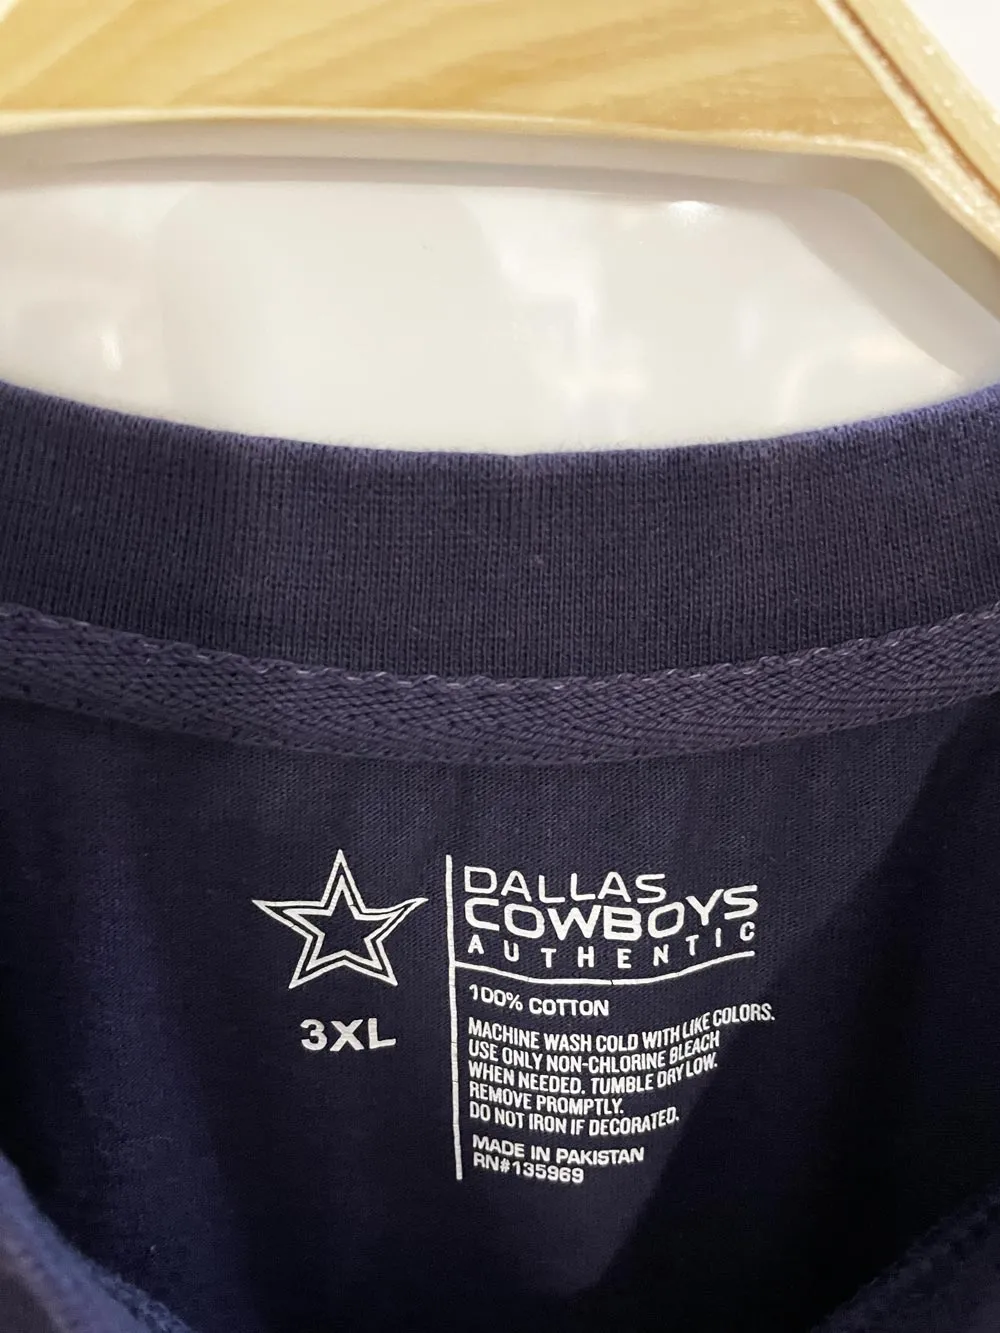 DALLAS
COWBOYS
AUTHENTIC
3XL
100% COTTON
MACHINE WASH COLD WITH LIKE COLORS.
USE ONLY NON-CHLORINE BLEACH
WHEN NEEDED. TUMBLE DRY LOW.
REMOVE PROMPTLY.
DO NOT IRON IF DECORATED.
MADE IN PAKISTAN
RN#135969